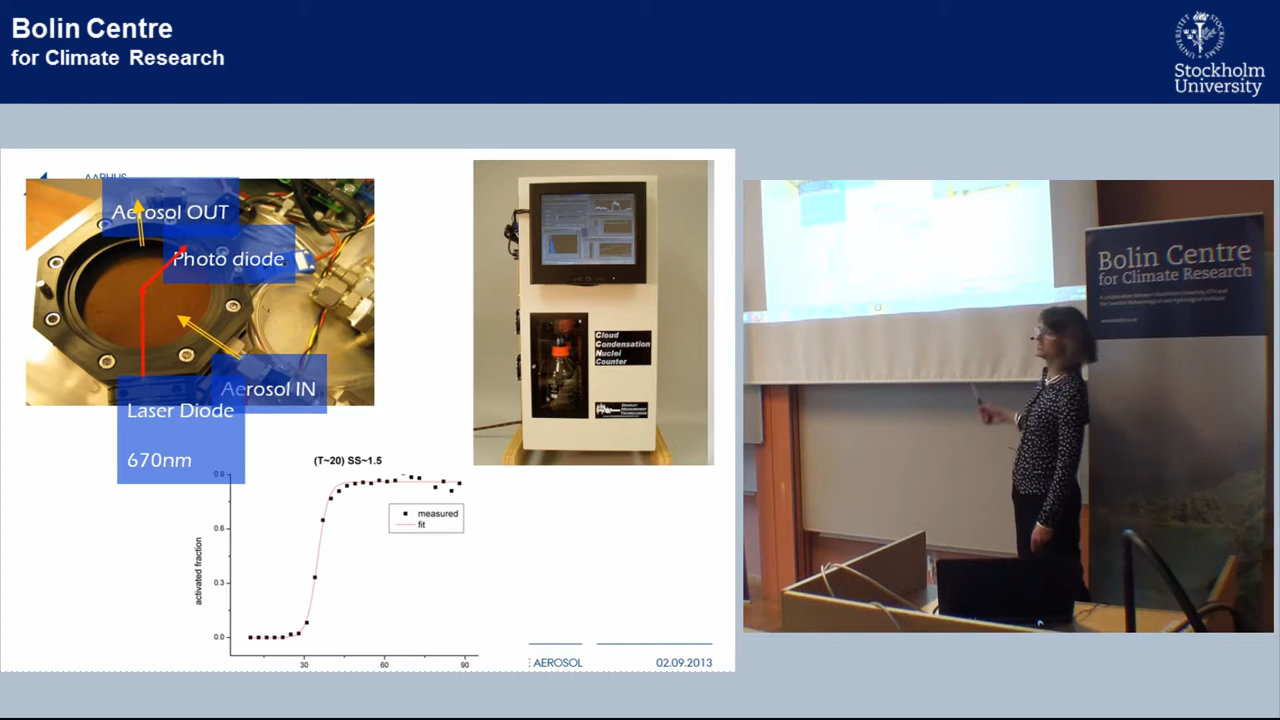 Bolin Centre
for Climate Research
STOCKHOLMS
UNIVERSITET
Stockholm
University
AARHUS
Aerosol OUT
Photo diode
Aerosol IN
Laser Diode
670nm
Cloud
Condensation
Nuclei
Counter
(T~20) SS~1.5
0.9
0.6
0.3
0.0
activated fraction
measured
fit
30
60
90
: AEROSOL
02.09.2013
Bolin Centre
for Climate Research